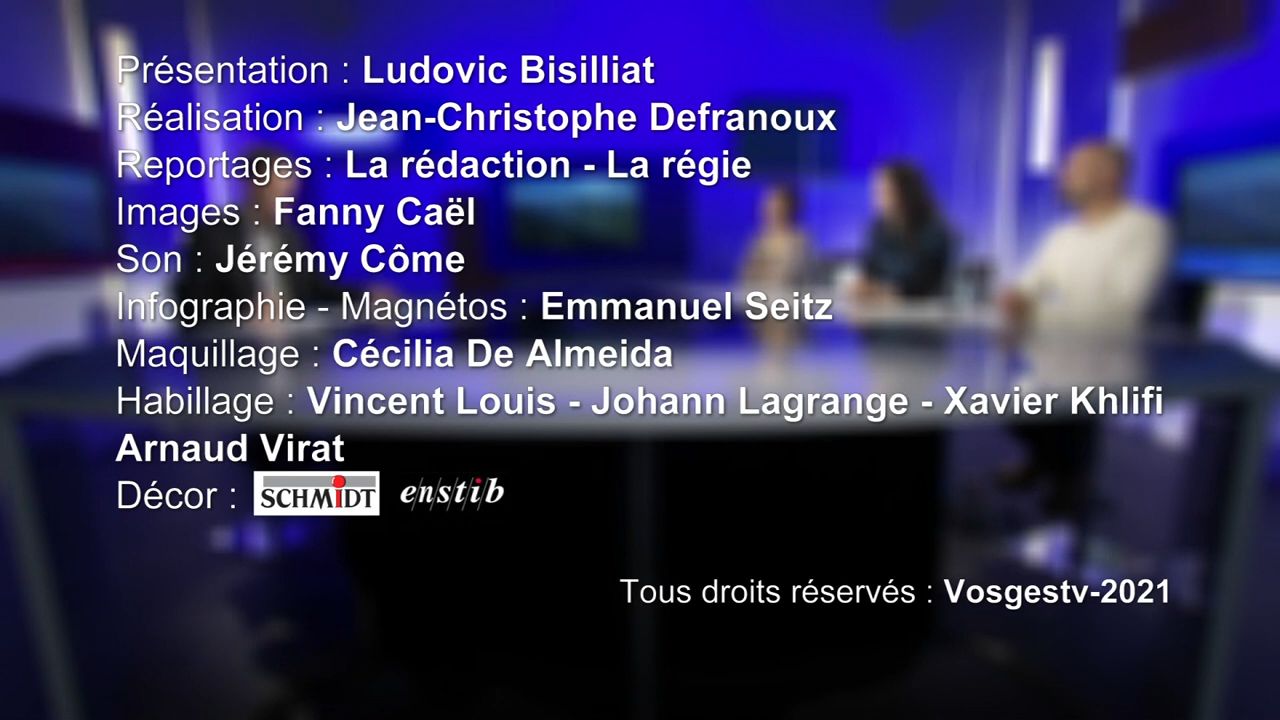 Présentation : Ludovic Bisilliat
Réalisation : Jean-Christophe Defranoux
Reportages : La rédaction - La régie
Images : Fanny Caël
Son : Jérémy Côme
Infographie - Magnétos : Emmanuel Seitz
Maquillage : Cécilia De Almeida
Habillage : Vincent Louis - Johann Lagrange - Xavier Khlifi
Arnaud Virat
Décor : SCHMIDT e/n/s/t/i/b
Tous droits réservés : Vosgestv-2021